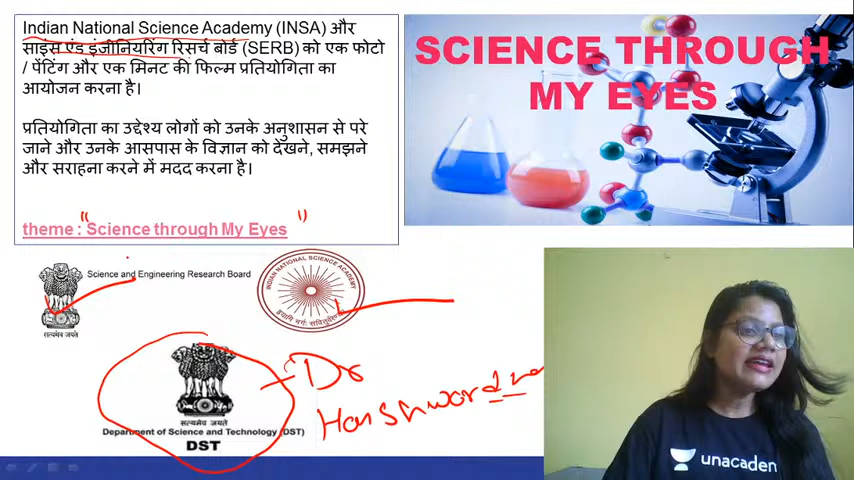 Indian National Science Academy (INSA) और
साइंस एंड इंजीनियरिंग रिसर्च बोर्ड (SERB) को एक फोटो
/ पेंटिंग और एक मिनट की फिल्म प्रतियोगिता का
आयोजन करना है।
प्रतियोगिता का उद्देश्य लोगों को उनके अनुशासन से परे
जाने और उनके आसपास के विज्ञान को देखने, समझने
और सराहना करने में मदद करना है।
theme : "Science through My Eyes "
SCIENCE THROUGH
MY EYES
Science and Engineering Research Board
सत्यमेव जयते
INDIAN NATIONAL SCIENCE ACADEMY
सत्यमेव जयते
Department of Science and Technology (DST)
DST
Dr
unacadem